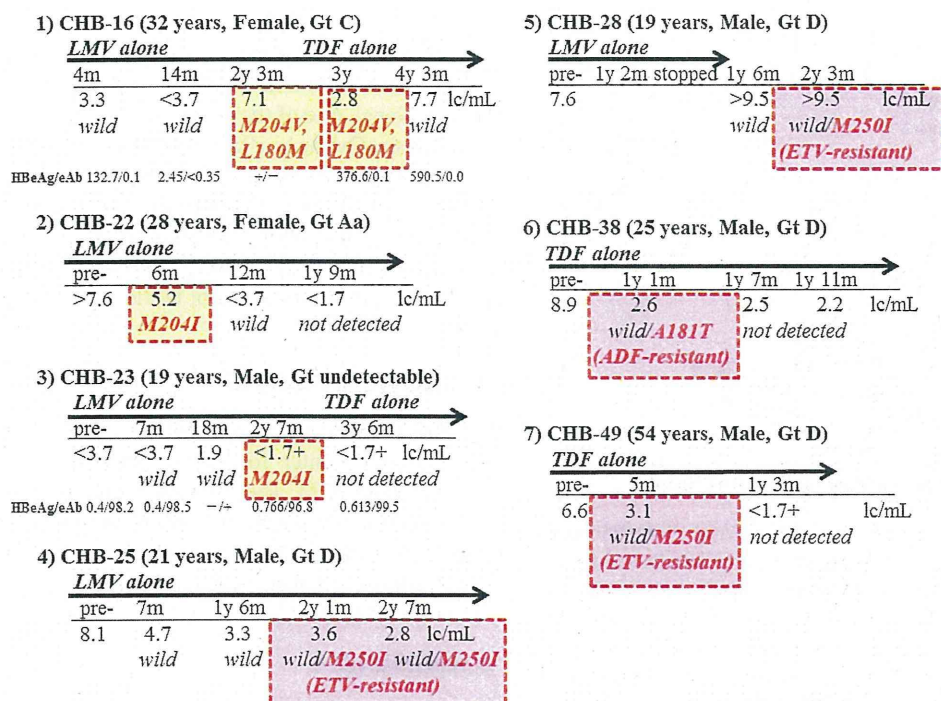 1) CHB-16 (32 years, Female, Gt C)
LMV alone TDF alone
4m 14m 2y 3m 3y 4y 3m
3.3 <3.7 7.1 2.8 7.7 lc/mL
wild wild M204V, M204V, wild
L180M L180M
HBeAg/eAb 132.7/0.1 2.45/<0.35 +/− 376.6/0.1 590.5/0.0
2) CHB-22 (28 years, Female, Gt Aa)
LMV alone
pre- 6m 12m 1y 9m
>7.6 5.2 <3.7 <1.7 lc/mL
M204I wild not detected
3) CHB-23 (19 years, Male, Gt undetectable)
LMV alone TDF alone
pre- 7m 18m 2y 7m 3y 6m
<3.7 <3.7 1.9 <1.7+ <1.7+ lc/mL
wild wild M204I not detected
HBeAg/eAb 0.4/98.2 0.4/98.5 −/+ 0.766/96.8 0.613/99.5
4) CHB-25 (21 years, Male, Gt D)
LMV alone
pre- 7m 1y 6m 2y 1m 2y 7m
8.1 4.7 3.3 3.6 2.8 lc/mL
wild wild wild/M250I wild/M250I
(ETV-resistant)
5) CHB-28 (19 years, Male, Gt D)
LMV alone
pre- 1y 2m stopped 1y 6m 2y 3m
7.6 >9.5 >9.5 lc/mL
wild wild/M250I
(ETV-resistant)
6) CHB-38 (25 years, Male, Gt D)
TDF alone
pre- 1y 1m 1y 7m 1y 11m
8.9 2.6 2.5 2.2 lc/mL
wild/A181T not detected
(ADF-resistant)
7) CHB-49 (54 years, Male, Gt D)
TDF alone
pre- 5m 1y 3m
6.6 3.1 <1.7+ lc/mL
wild/M250I not detected
(ETV-resistant)